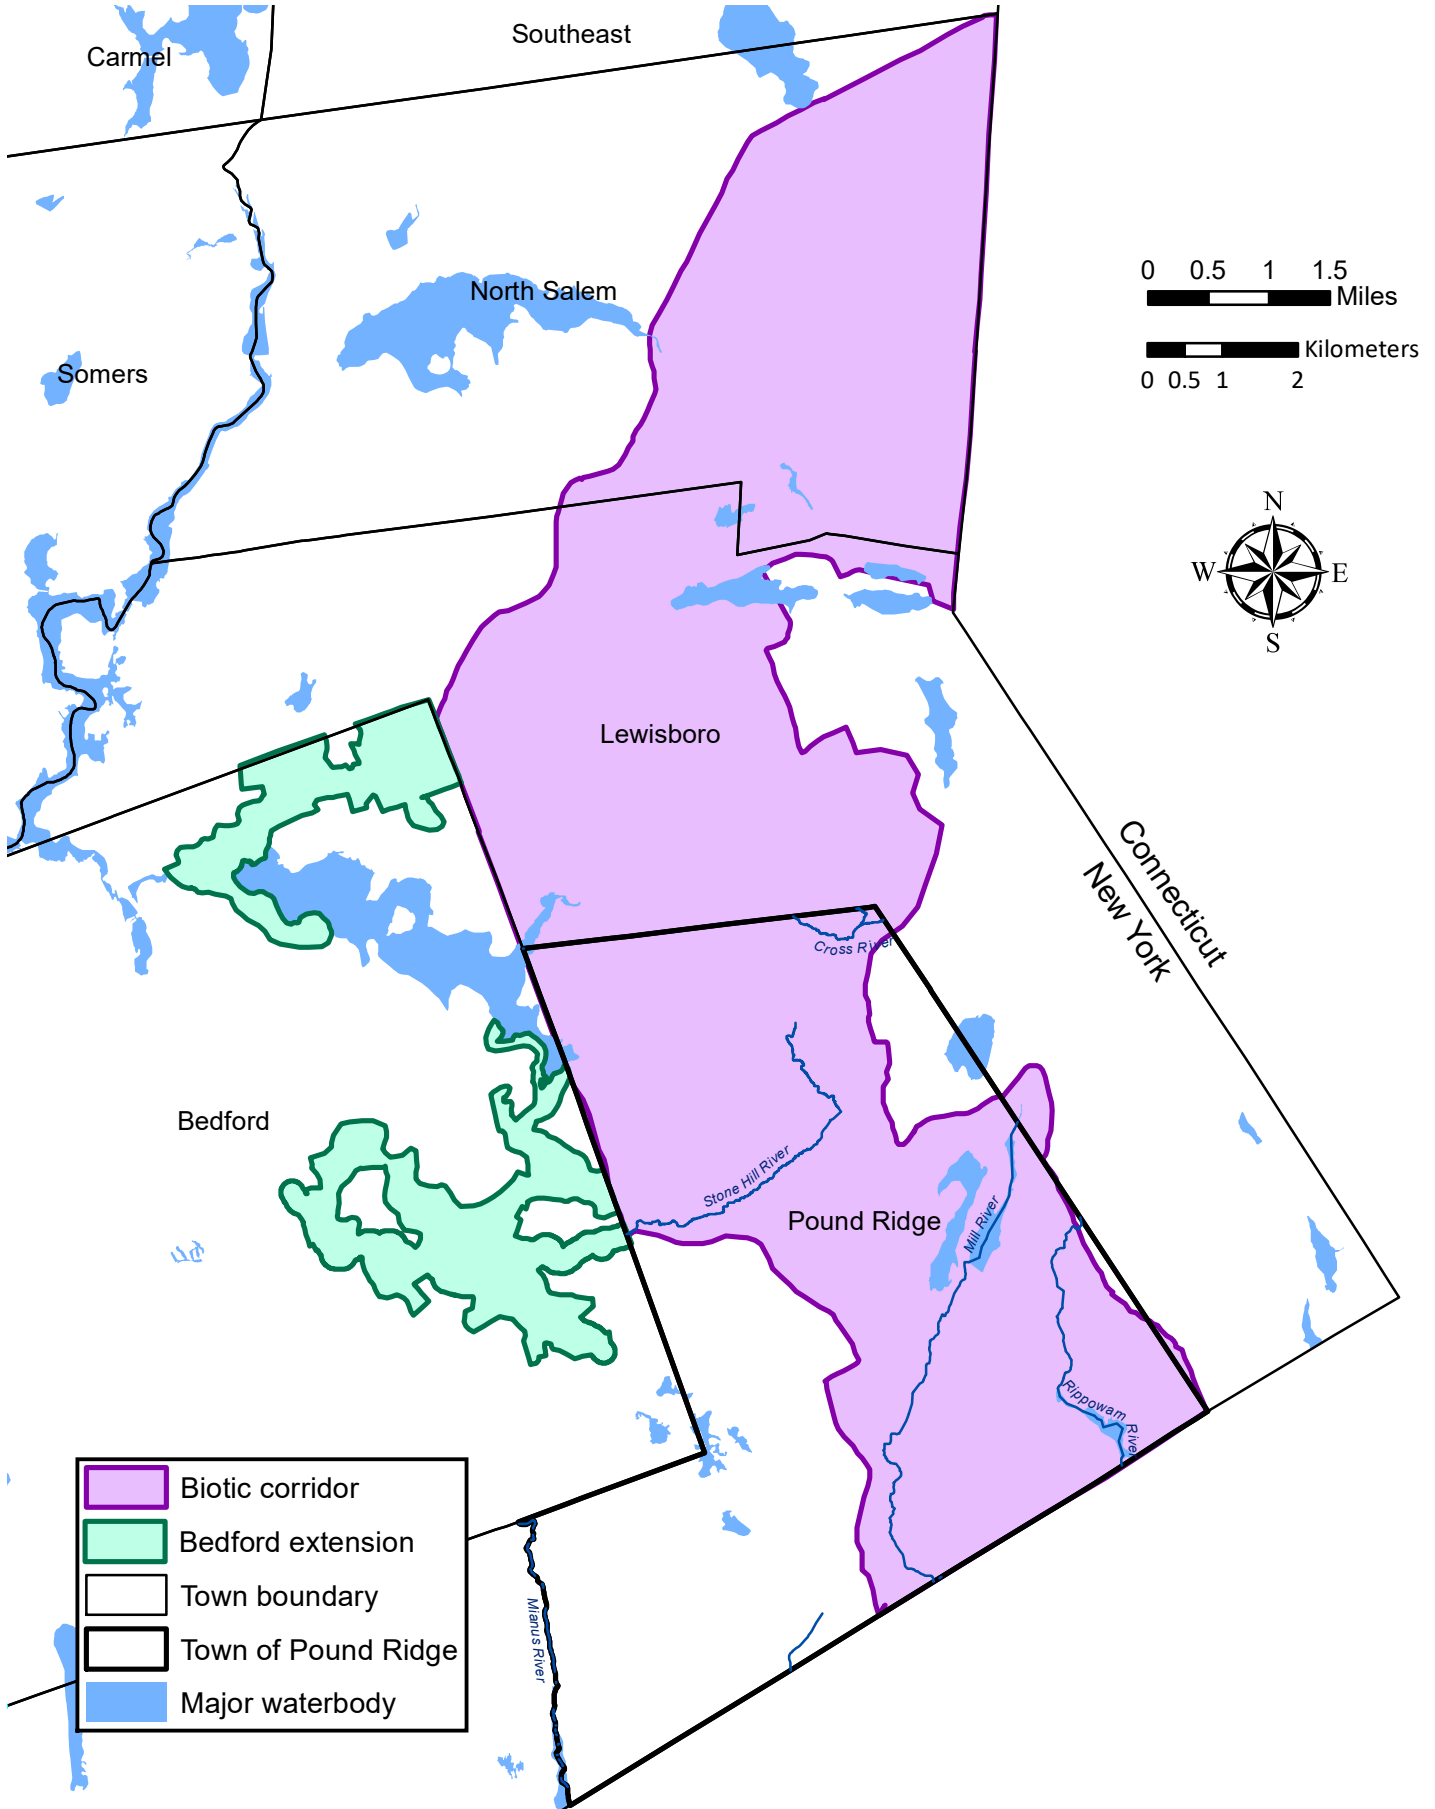 Southeast
Carmel
North Salem
Somers
0 0.5 1 1.5
Miles
Kilometers
0 0.5 1 2
N
W E
S
Lewisboro
Connecticut
New York
Cross River
Bedford
Stone Hill River
Pound Ridge
Mill River
Rippowam River
Mianus River
Biotic corridor
Bedford extension
Town boundary
Town of Pound Ridge
Major waterbody